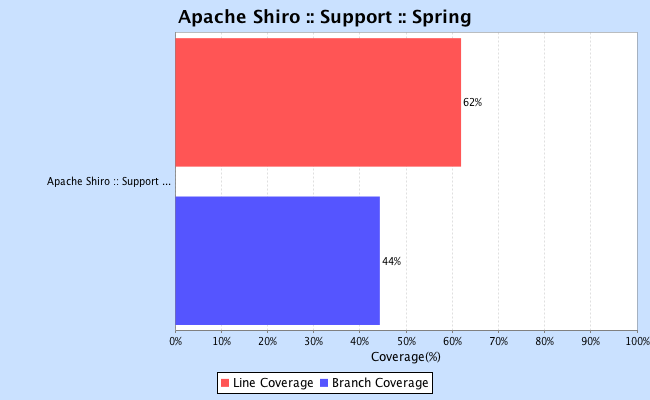 Apache Shiro :: Support :: Spring
62%
Apache Shiro :: Support ...
44%
0% 10% 20% 30% 40% 50% 60% 70% 80% 90% 100%
Coverage(%)
Line Coverage Branch Coverage